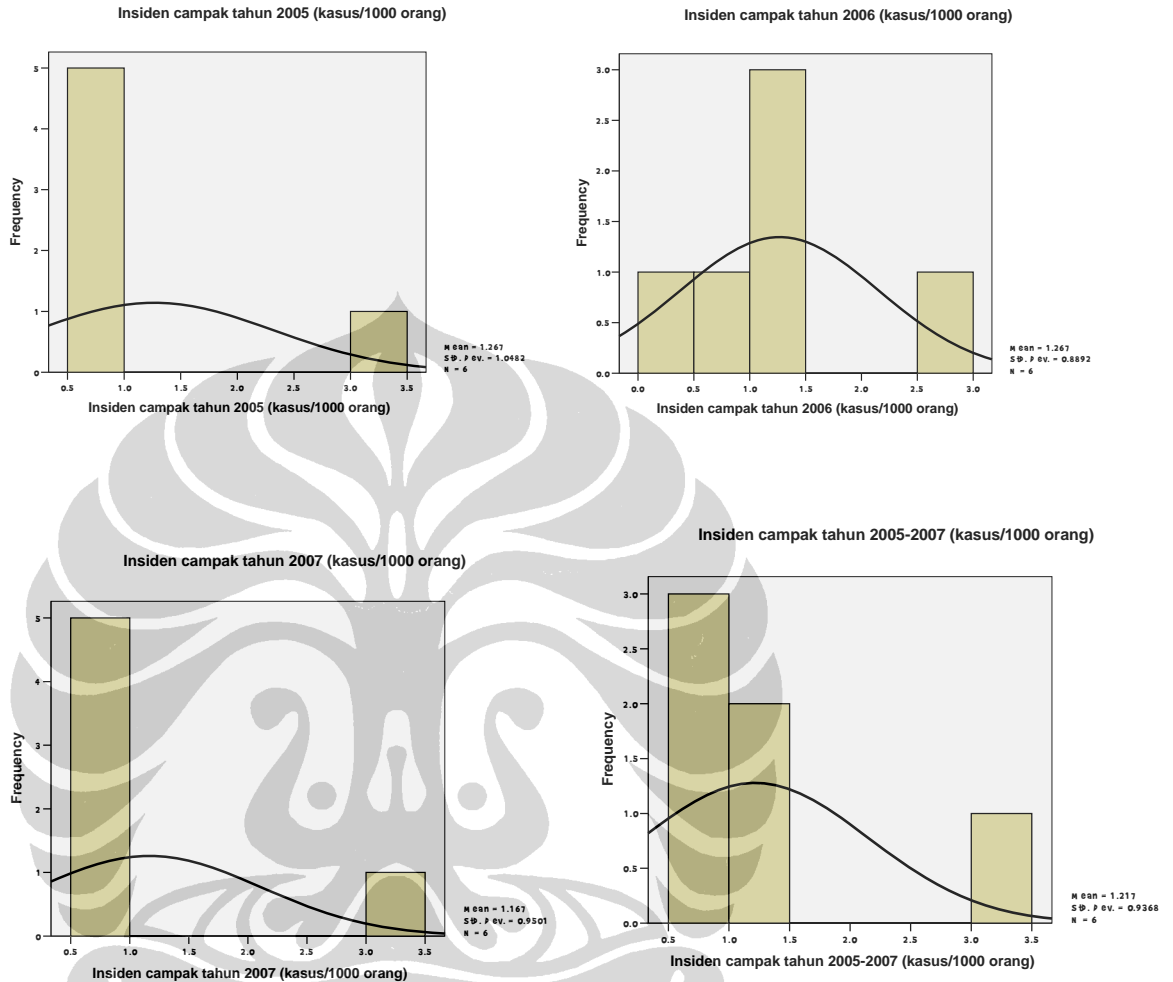 Insiden campak tahun 2005 (kasus/1000 orang)
5
4
3
2
1
0
Frequency
0.5 1.0 1.5 2.0 2.5 3.0 3.5
Insiden campak tahun 2005 (kasus/1000 orang)
Mean = 1.267
Std. Dev. = 1.0482
N = 6
Insiden campak tahun 2006 (kasus/1000 orang)
3.0
2.5
2.0
1.5
1.0
0.5
0.0
Frequency
0.0 0.5 1.0 1.5 2.0 2.5 3.0
Insiden campak tahun 2006 (kasus/1000 orang)
Mean = 1.267
Std. Dev. = 0.8892
N = 6
Insiden campak tahun 2007 (kasus/1000 orang)
5
4
3
2
1
0
Frequency
0.5 1.0 1.5 2.0 2.5 3.0 3.5
Insiden campak tahun 2007 (kasus/1000 orang)
Mean = 1.167
Std. Dev. = 0.9501
N = 6
Insiden campak tahun 2005-2007 (kasus/1000 orang)
3.0
2.5
2.0
1.5
1.0
0.5
0.0
Frequency
0.5 1.0 1.5 2.0 2.5 3.0 3.5
Insiden campak tahun 2005-2007 (kasus/1000 orang)
Mean = 1.217
Std. Dev. = 0.9368
N = 6